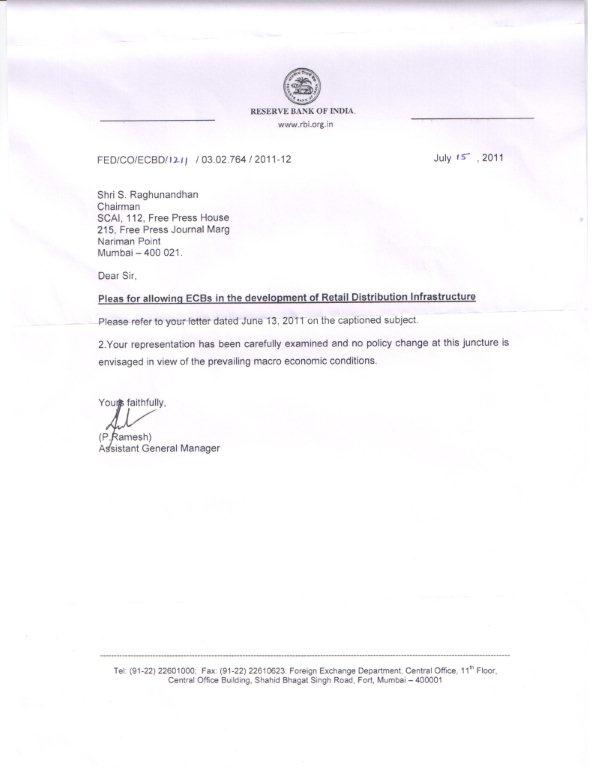 RESERVE BANK OF INDIA.
www.rbi.org.in
FED/CO/ECBD/1211 / 03.02.764 / 2011-12
July 15 , 2011
Shri S. Raghunandhan
Chairman
SCAI, 112, Free Press House
215, Free Press Journal Marg
Nariman Point
Mumbai – 400 021.
Dear Sir,
Pleas for allowing ECBs in the development of Retail Distribution Infrastructure
Please refer to your letter dated June 13, 2011 on the captioned subject.
2.Your representation has been carefully examined and no policy change at this juncture is
envisaged in view of the prevailing macro economic conditions.
Yours faithfully,
(P.Ramesh)
Assistant General Manager
Tel: (91-22) 22601000; Fax: (91-22) 22610623. Foreign Exchange Department, Central Office, 11th Floor,
Central Office Building, Shahid Bhagat Singh Road, Fort, Mumbai – 400001